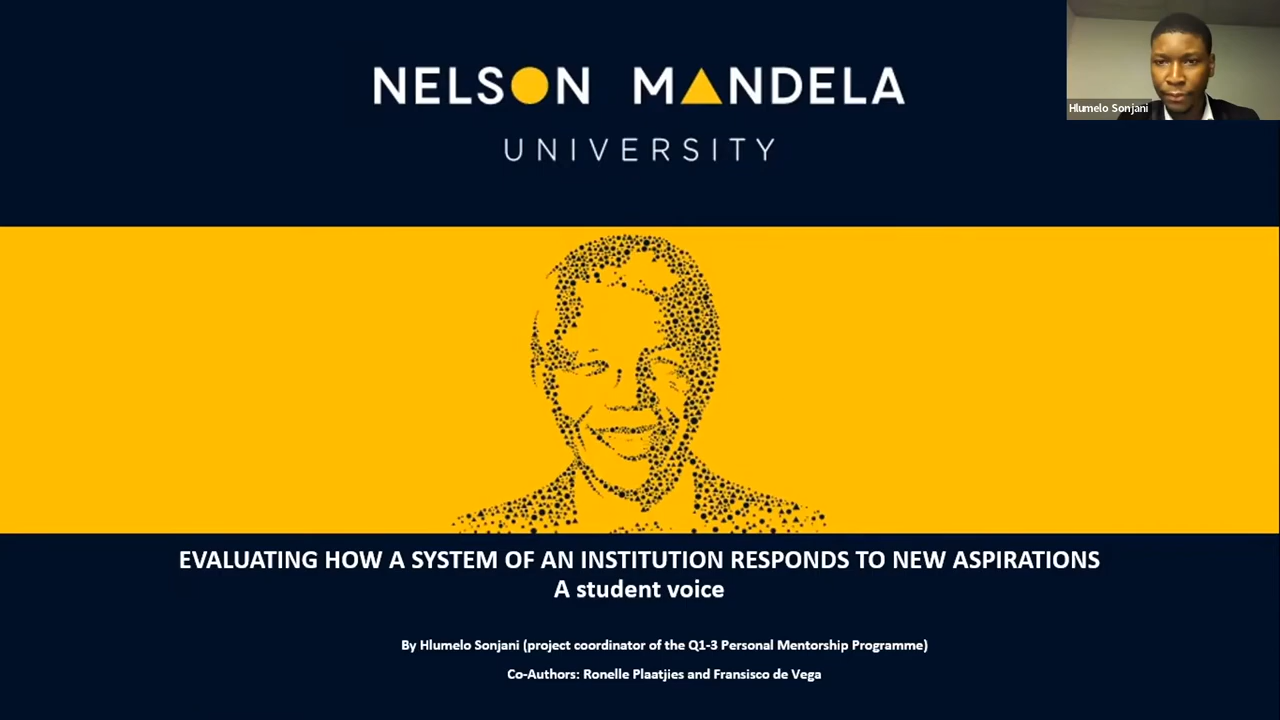 NELSON MANDELA
UNIVERSITY
Hlumelo Sonjani
EVALUATING HOW A SYSTEM OF AN INSTITUTION RESPONDS TO NEW ASPIRATIONS
A student voice
By Hlumelo Sonjani (project coordinator of the Q1-3 Personal Mentorship Programme)
Co-Authors: Ronelle Plaatjies and Fransisco de Vega